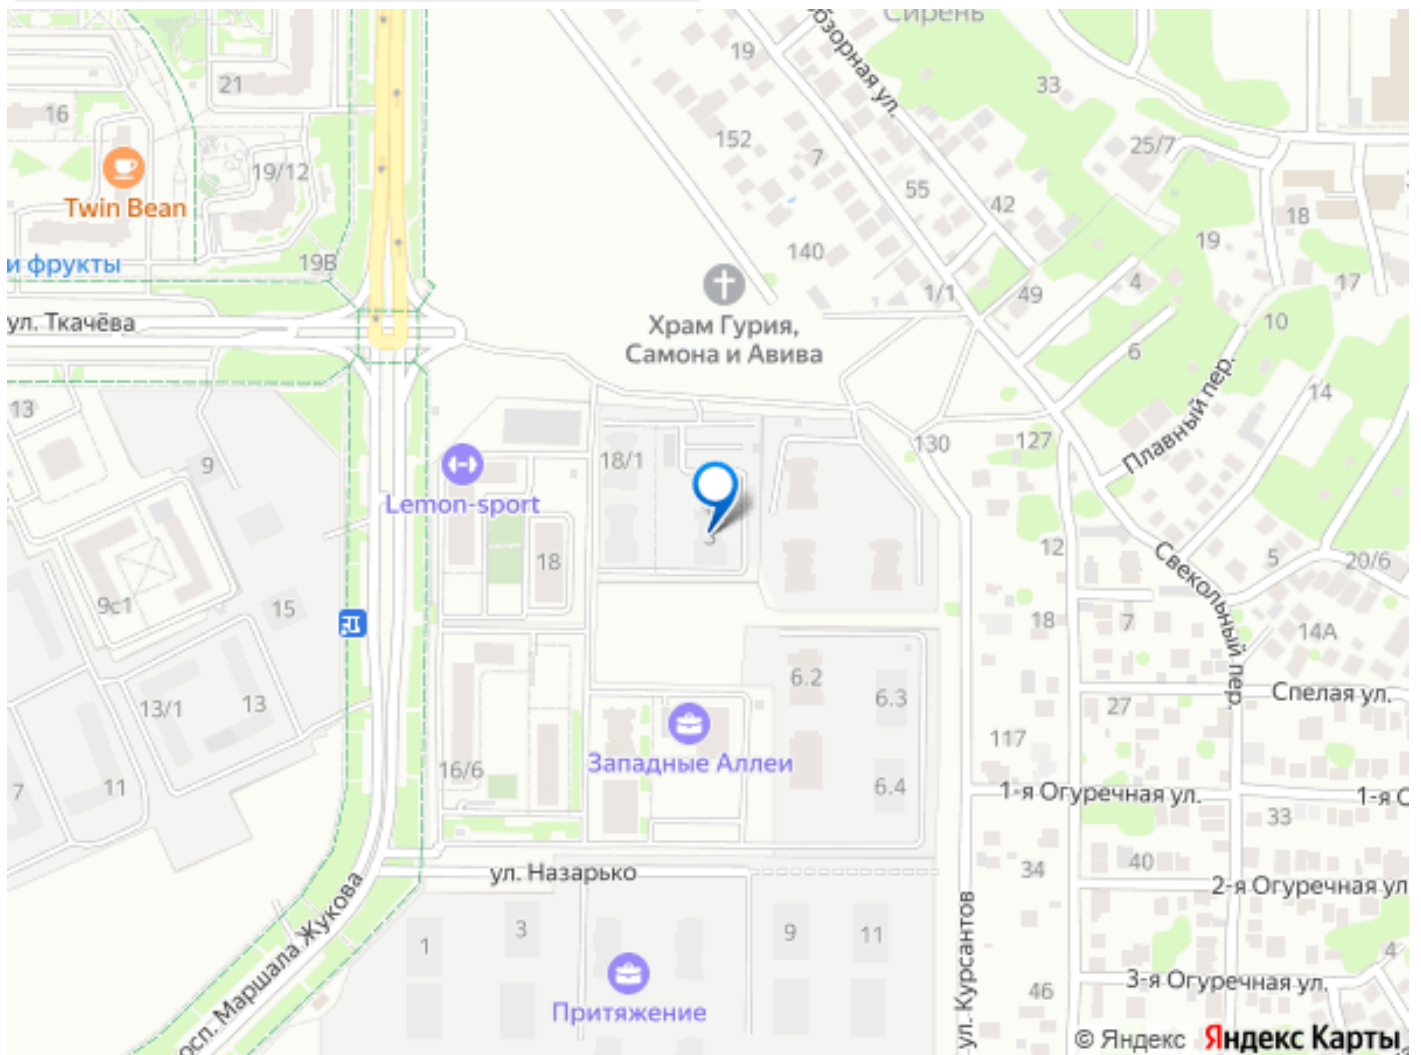 Сирень
бзорная ул.
19
33
21
16
152
7
25/7
19/12
Twin Bean
55
42
18
19
17
и фрукты
19В
140
1/1
49
4
ул. Ткачёва
Храм Гурия,
Самона и Авива
10
6
14
Плавный пер.
13
9
18/1
130
127
Lemon-sport
3
18
12
5
20/6
Свекольный пер.
9с1
15
18
7
14А
13/1
13
6.2
6.3
27
Спелая ул.
Западные Аллеи
117
7
11
16/6
6.4
1-я Огуречная ул.
1-я О
33
ул. Назарько
34
40
2-я Огуречная ул
осп. Маршала Жукова
1
3
9
11
ул. Курсантов
4
Притяжение
46
3-я Огуречная ул.
© Яндекс Яндекс Карты